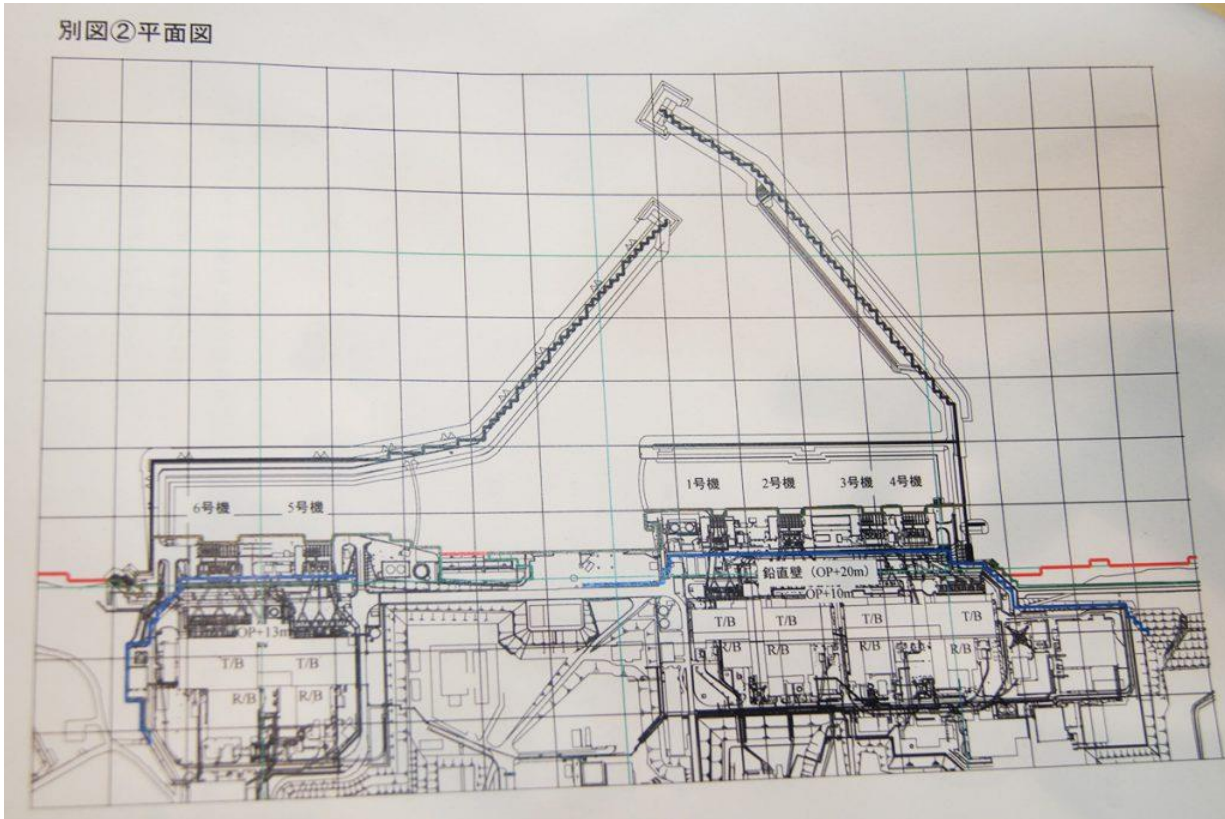 別図②平面図
1号機
2号機
3号機
4号機
6号機
5号機
鉛直壁（OP+20m）
OP+10m
OP+13m
T/B
T/B
T/B
T/B
T/B
R/B
R/B
R/B
R/B
T/B
T/B
R/B
R/B